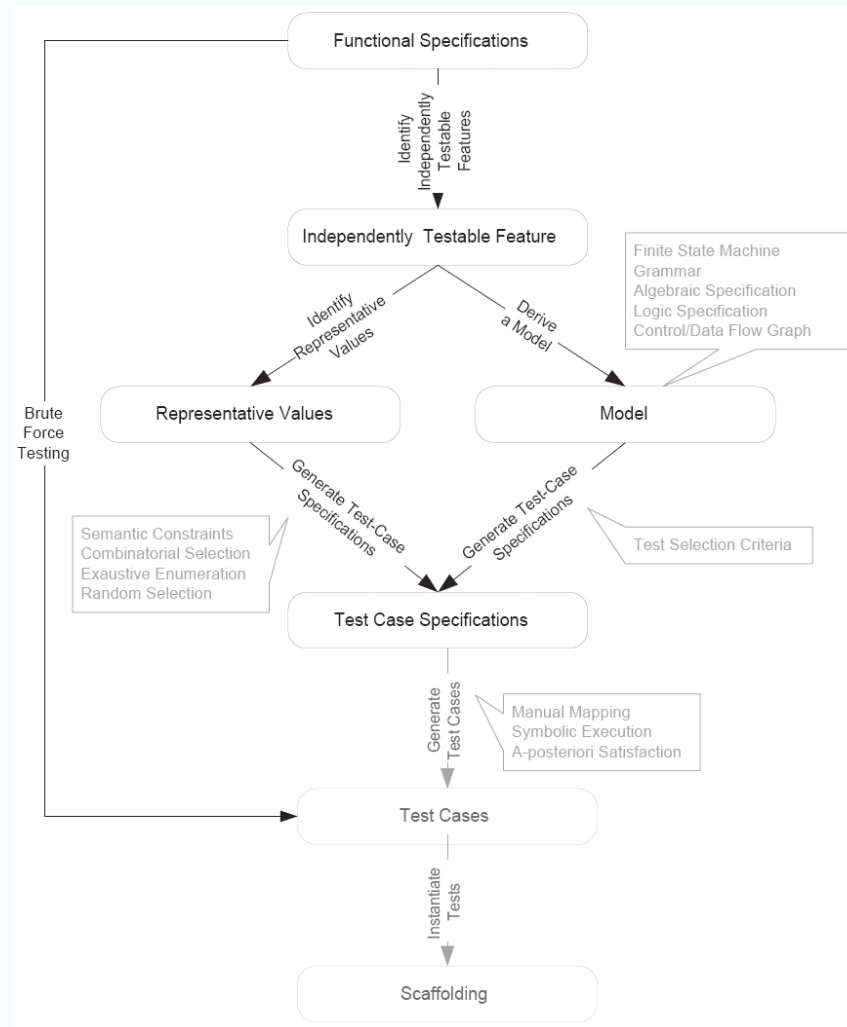 Functional Specifications
Identify
Independently
Testable
Features
Independently Testable Feature
Finite State Machine
Grammar
Algebraic Specification
Logic Specification
Control/Data Flow Graph
Identify
Representative
Values
Derive
a Model
Brute
Force
Testing
Representative Values
Model
Generate Test-Case
Specifications
Generate Test-Case
Specifications
Semantic Constraints
Combinatorial Selection
Exaustive Enumeration
Random Selection
Test Selection Criteria
Test Case Specifications
Generate
Test Cases
Manual Mapping
Symbolic Execution
A-posteriori Satisfaction
Test Cases
Instantiate
Tests
Scaffolding